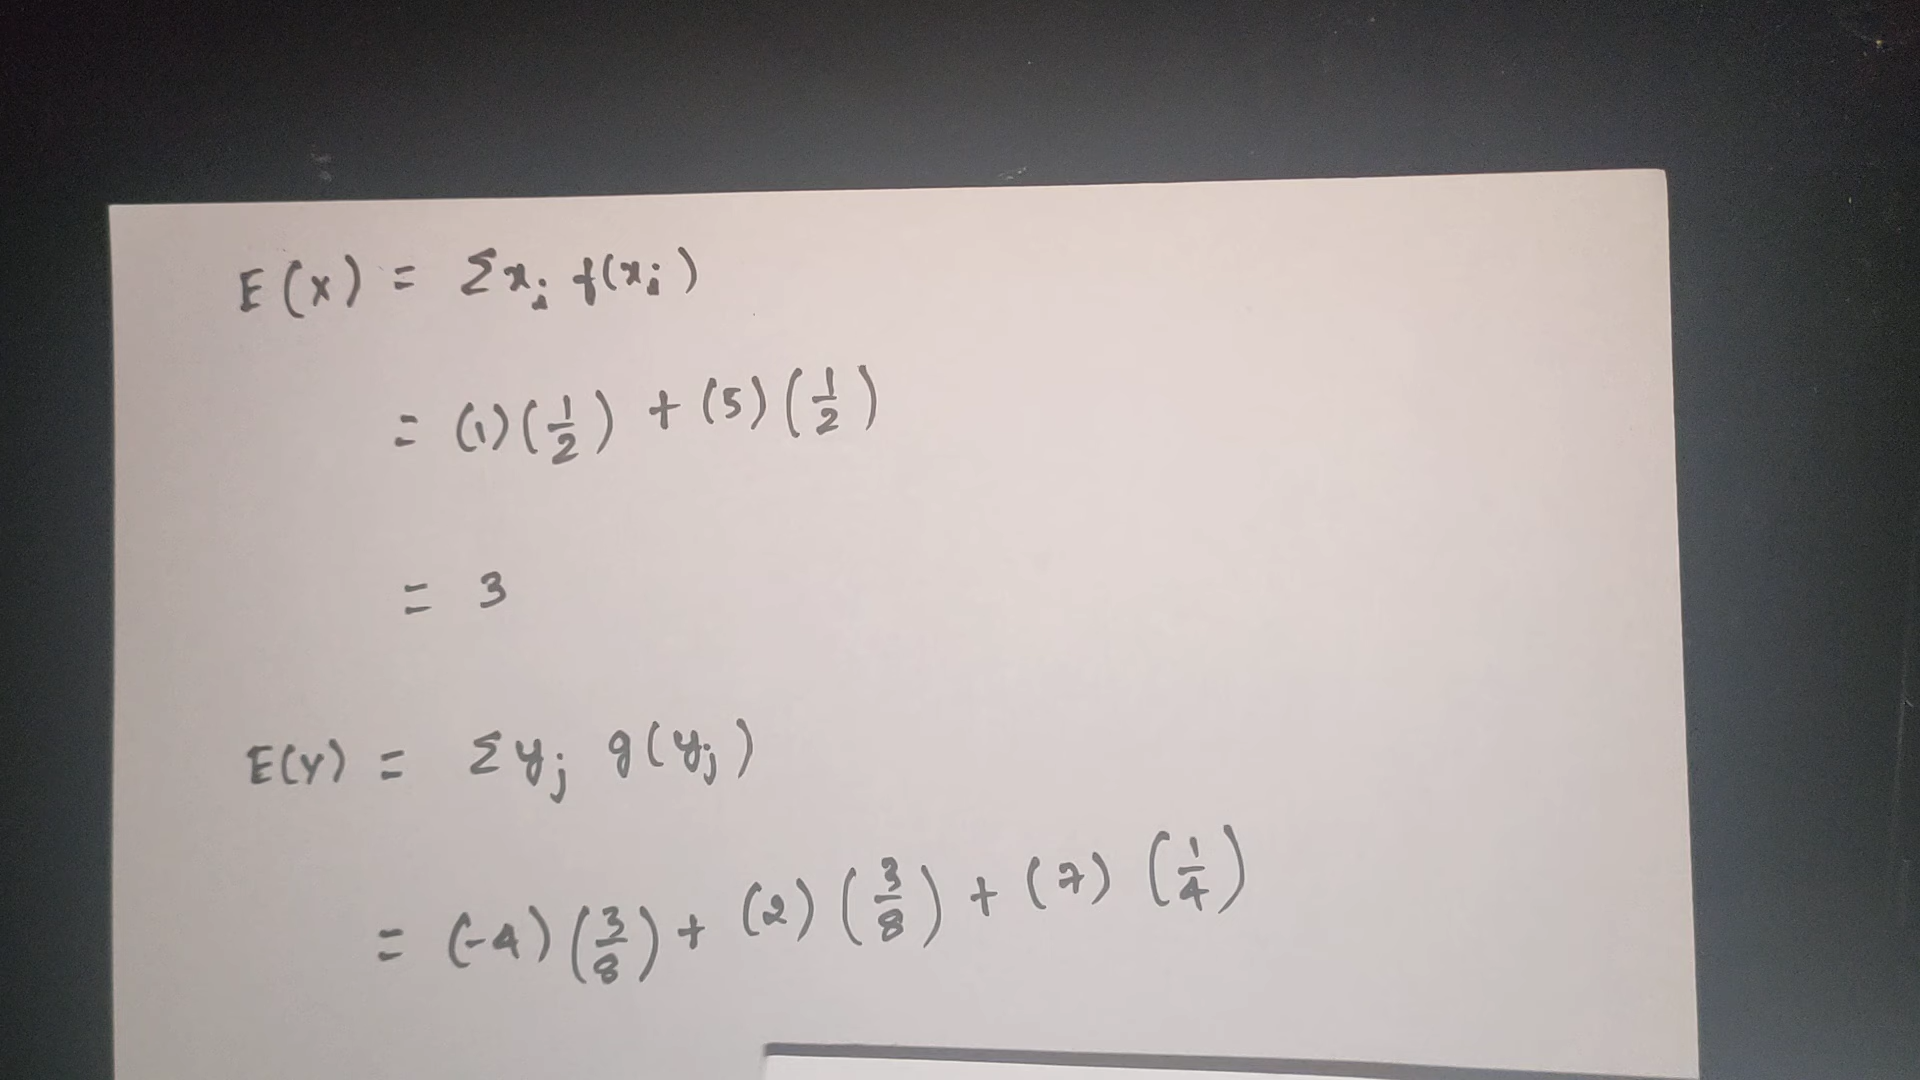 E(X) = Σxᵢ f(xᵢ)
= (1)(1/2) + (5)(1/2)
= 3
E(Y) = Σyⱼ g(yⱼ)
= (-4)(3/8) + (2)(3/8) + (7)(1/4)